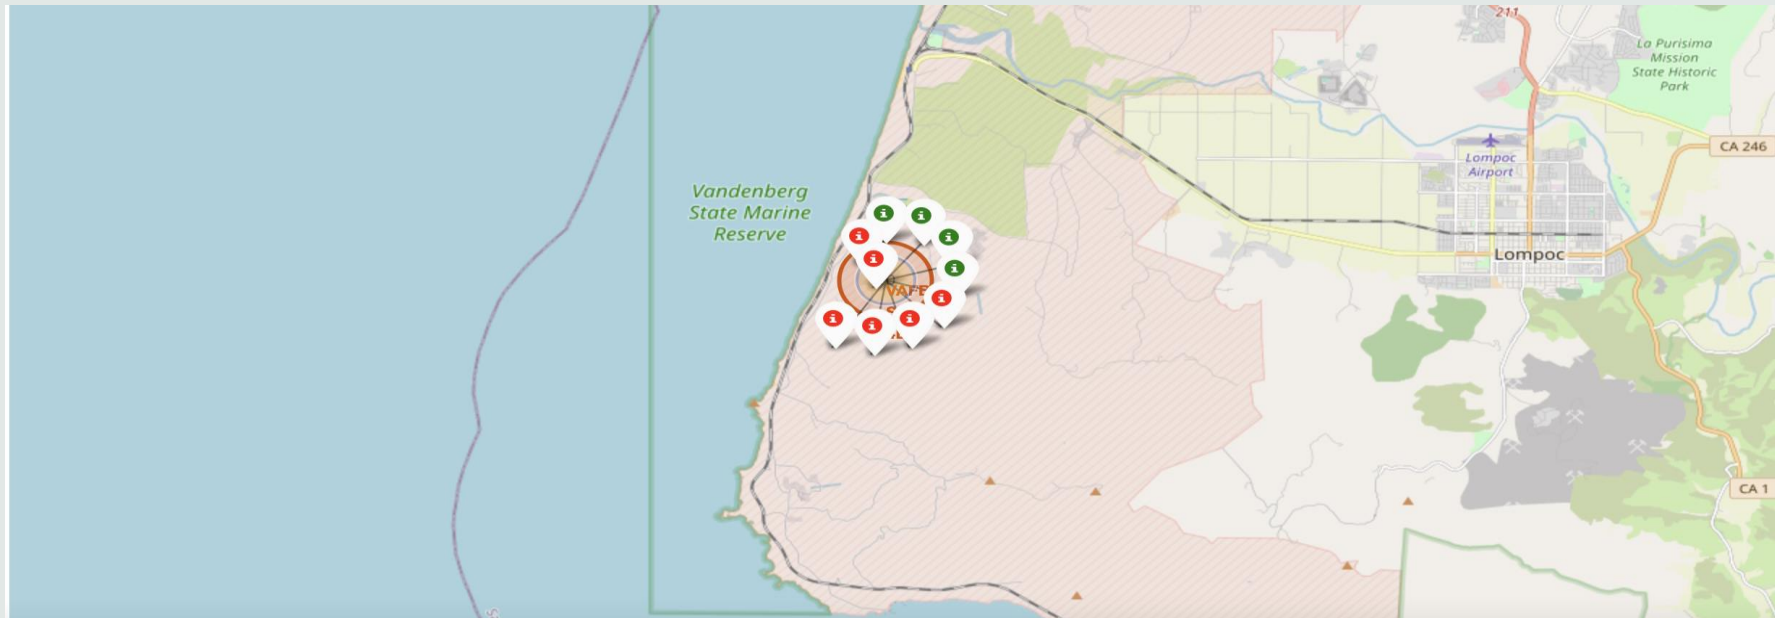 211
La Purisima
Mission
State Historic
Park
CA 246
Lompoc
Airport
Vandenberg
State Marine
Reserve
Lompoc
CA 1